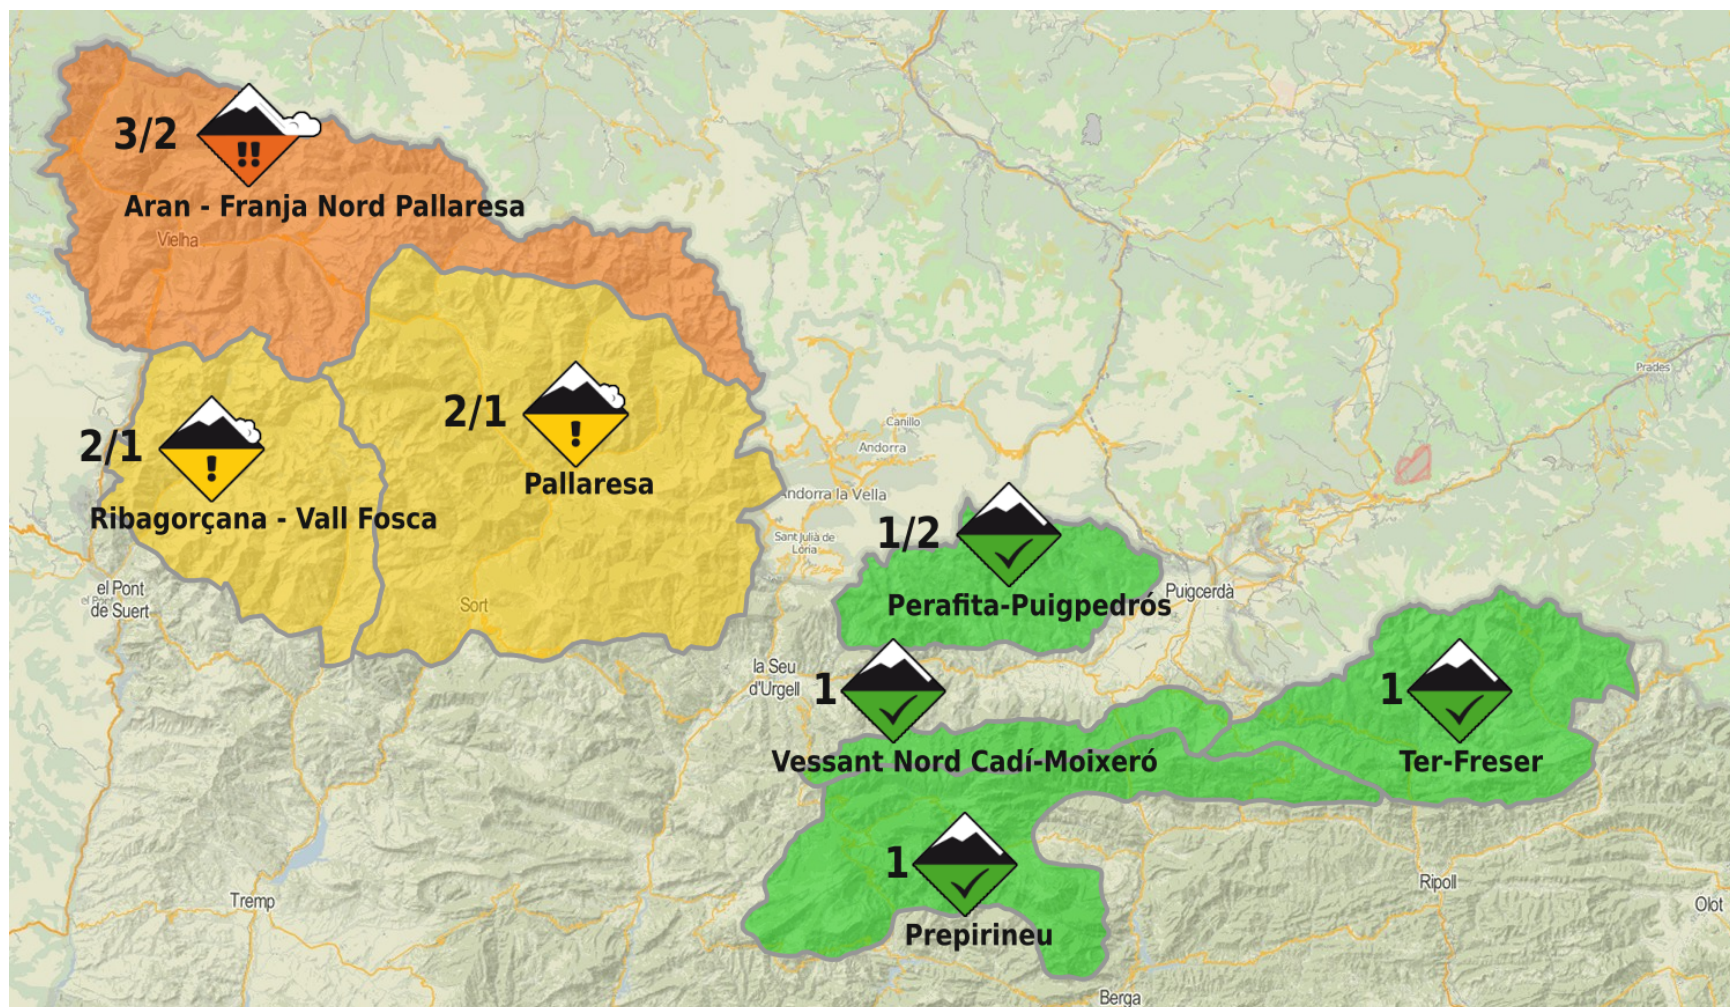 3/2
!!
Aran - Franja Nord Pallaresa
Vielha
2/1
!
Pallaresa
2/1
!
Ribagorçana - Vall Fosca
Prades
Canillo
Andorra
Andorra la Vella
Sant Julià de
Lòria
1/2
Perafita-Puigpedrós
Puigcerdà
el Pont
de Suert
Sort
la Seu
d'Urgell
1
Vessant Nord Cadí-Moixeró
1
Ter-Freser
1
Prepirineu
Tremp
Ripoll
Olot
Berga